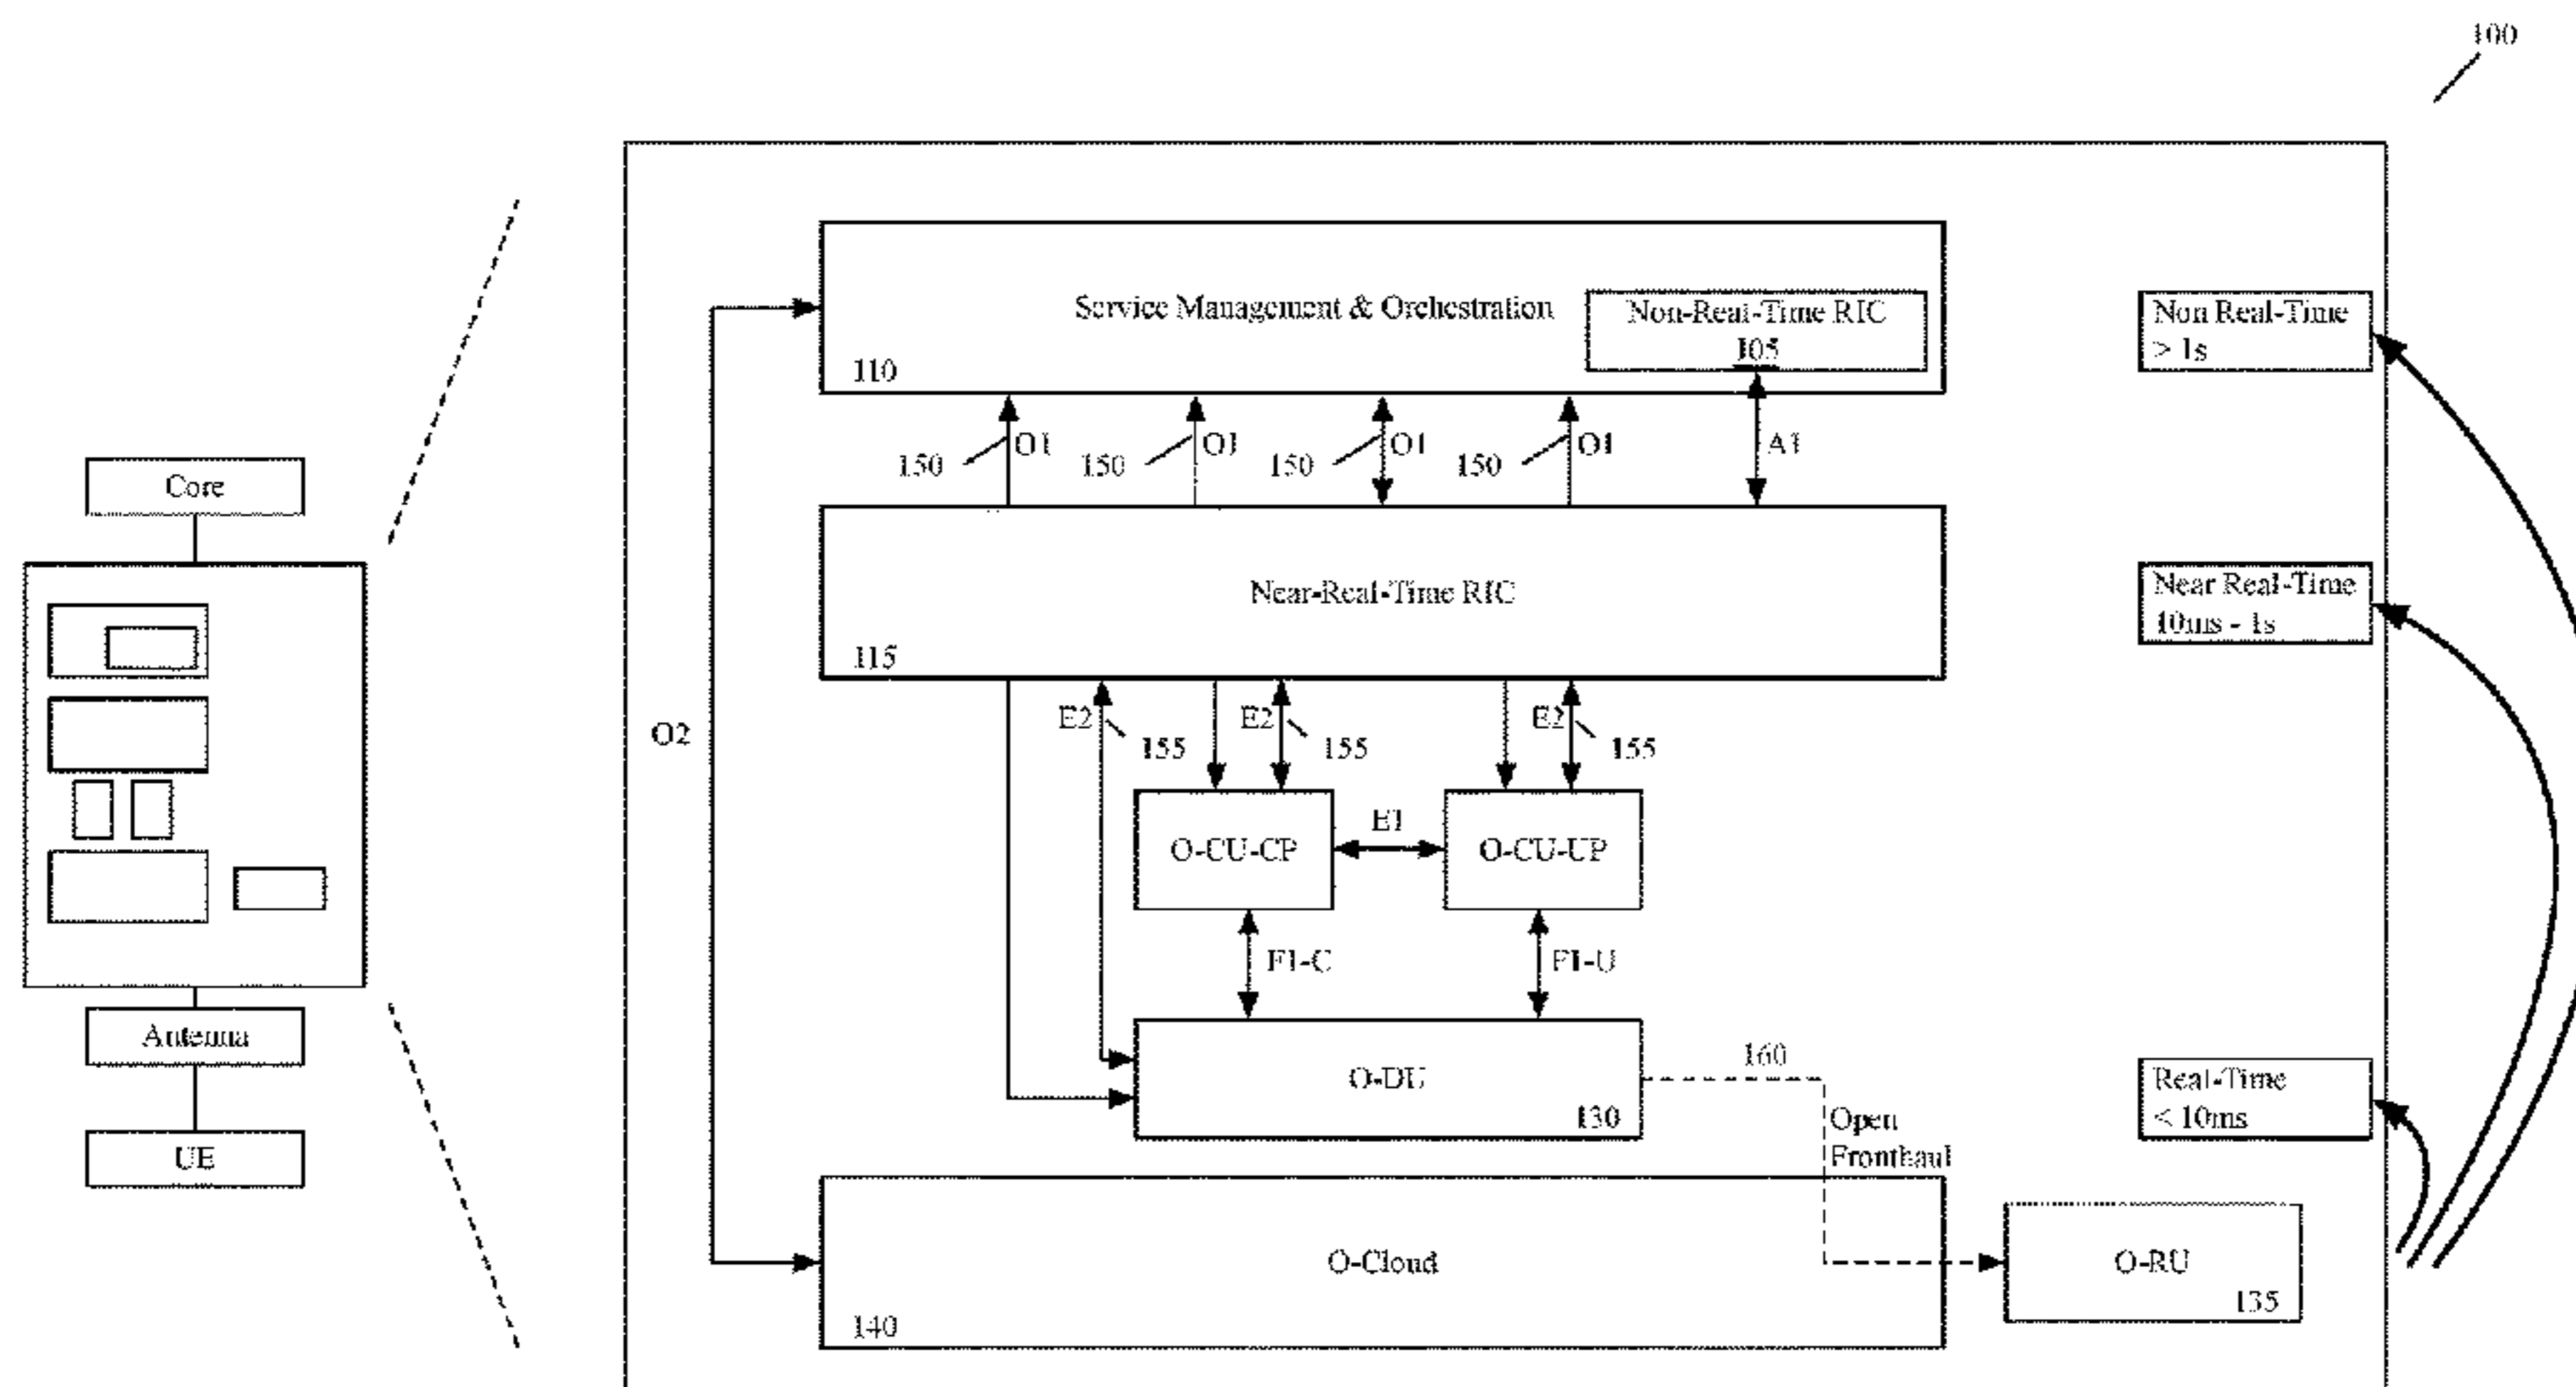 100
Service Management & Orchestration
Non-Real-Time RIC
105
110
Non Real-Time
> 1s
150
O1
150
O1
150
O1
150
O1
A1
Core
Near-Real-Time RIC
115
Near Real-Time
10ms - 1s
O2
E2
155
E2
155
E2
155
O-CU-CP
E1
O-CU-UP
F1-C
F1-U
Antenna
UE
O-DU
130
160
Open
Fronthaul
Real-Time
< 10ms
O-Cloud
140
O-RU
135